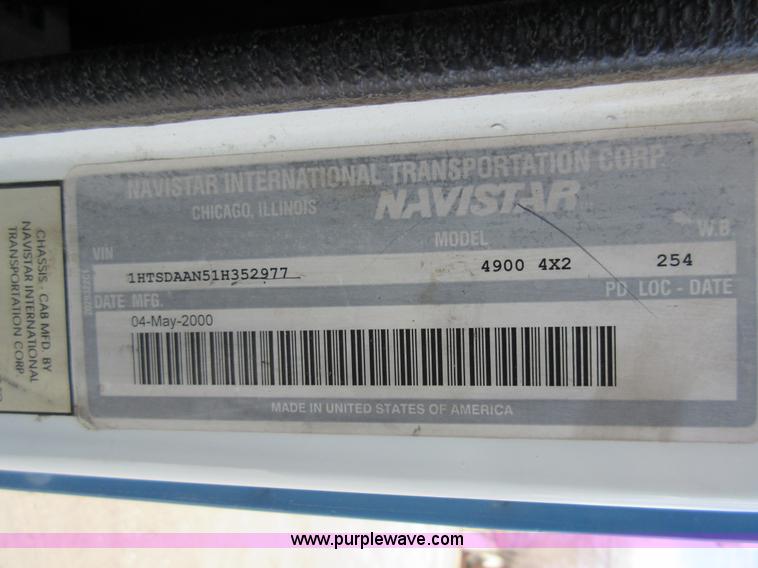 NAVISTAR INTERNATIONAL TRANSPORTATION CORP.
CHICAGO, ILLINOIS
NAVISTAR
VIN
MODEL
W.B.
1HTSDAAN51H352977
4900 4X2
254
DATE MFG.
PD LOC - DATE
04-May-2000
MADE IN UNITED STATES OF AMERICA
CHASSIS - CAB MFD. BY
NAVISTAR INTERNATIONAL
TRANSPORTATION CORP.
www.purplewave.com